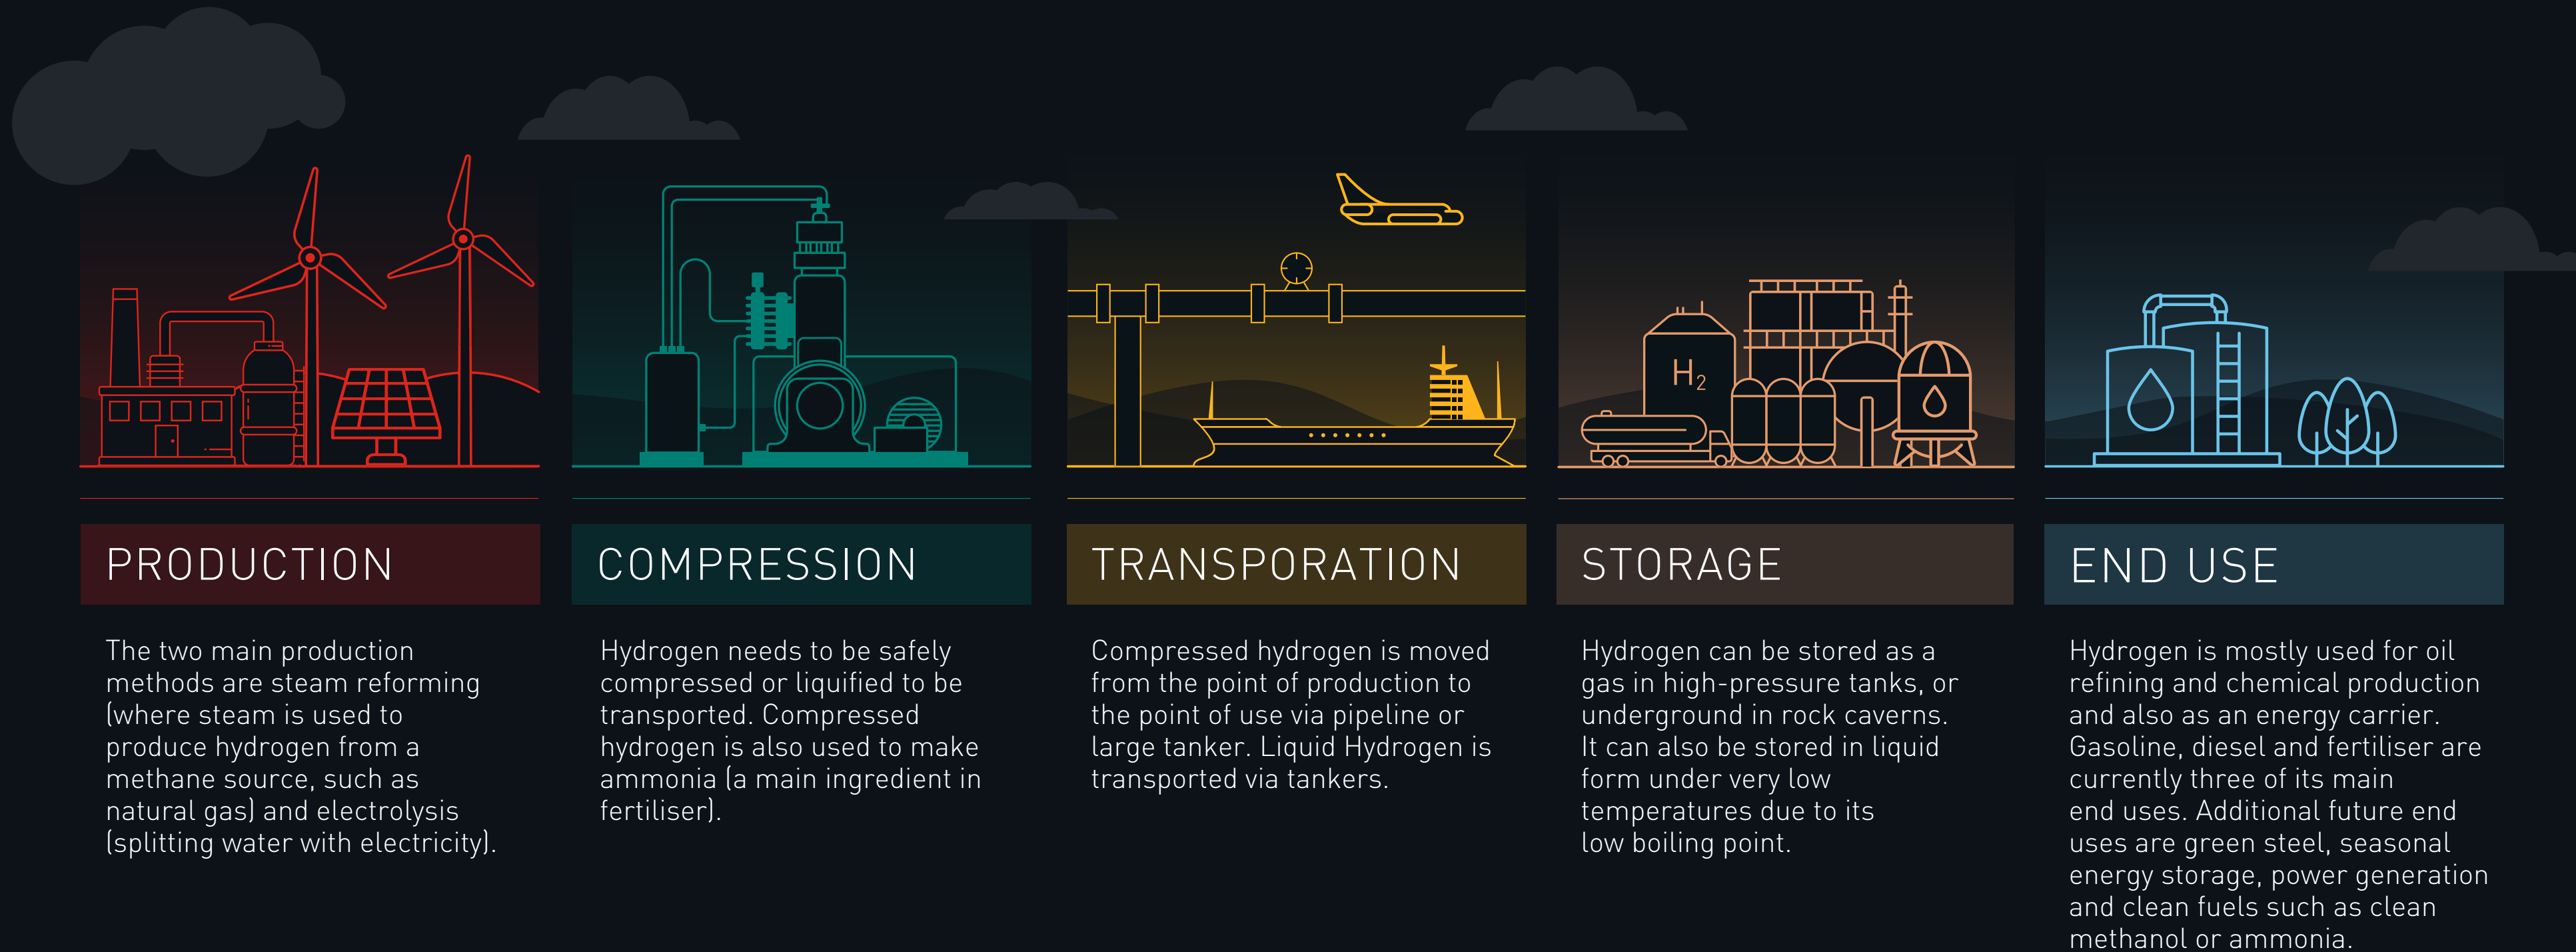 PRODUCTION
The two main production
methods are steam reforming
(where steam is used to
produce hydrogen from a
methane source, such as
natural gas) and electrolysis
(splitting water with electricity).
COMPRESSION
Hydrogen needs to be safely
compressed or liquified to be
transported. Compressed
hydrogen is also used to make
ammonia (a main ingredient in
fertiliser).
TRANSPORATION
Compressed hydrogen is moved
from the point of production to
the point of use via pipeline or
large tanker. Liquid Hydrogen is
transported via tankers.
H2
STORAGE
Hydrogen can be stored as a
gas in high-pressure tanks, or
underground in rock caverns.
It can also be stored in liquid
form under very low
temperatures due to its
low boiling point.
END USE
Hydrogen is mostly used for oil
refining and chemical production
and also as an energy carrier.
Gasoline, diesel and fertiliser are
currently three of its main
end uses. Additional future end
uses are green steel, seasonal
energy storage, power generation
and clean fuels such as clean
methanol or ammonia.